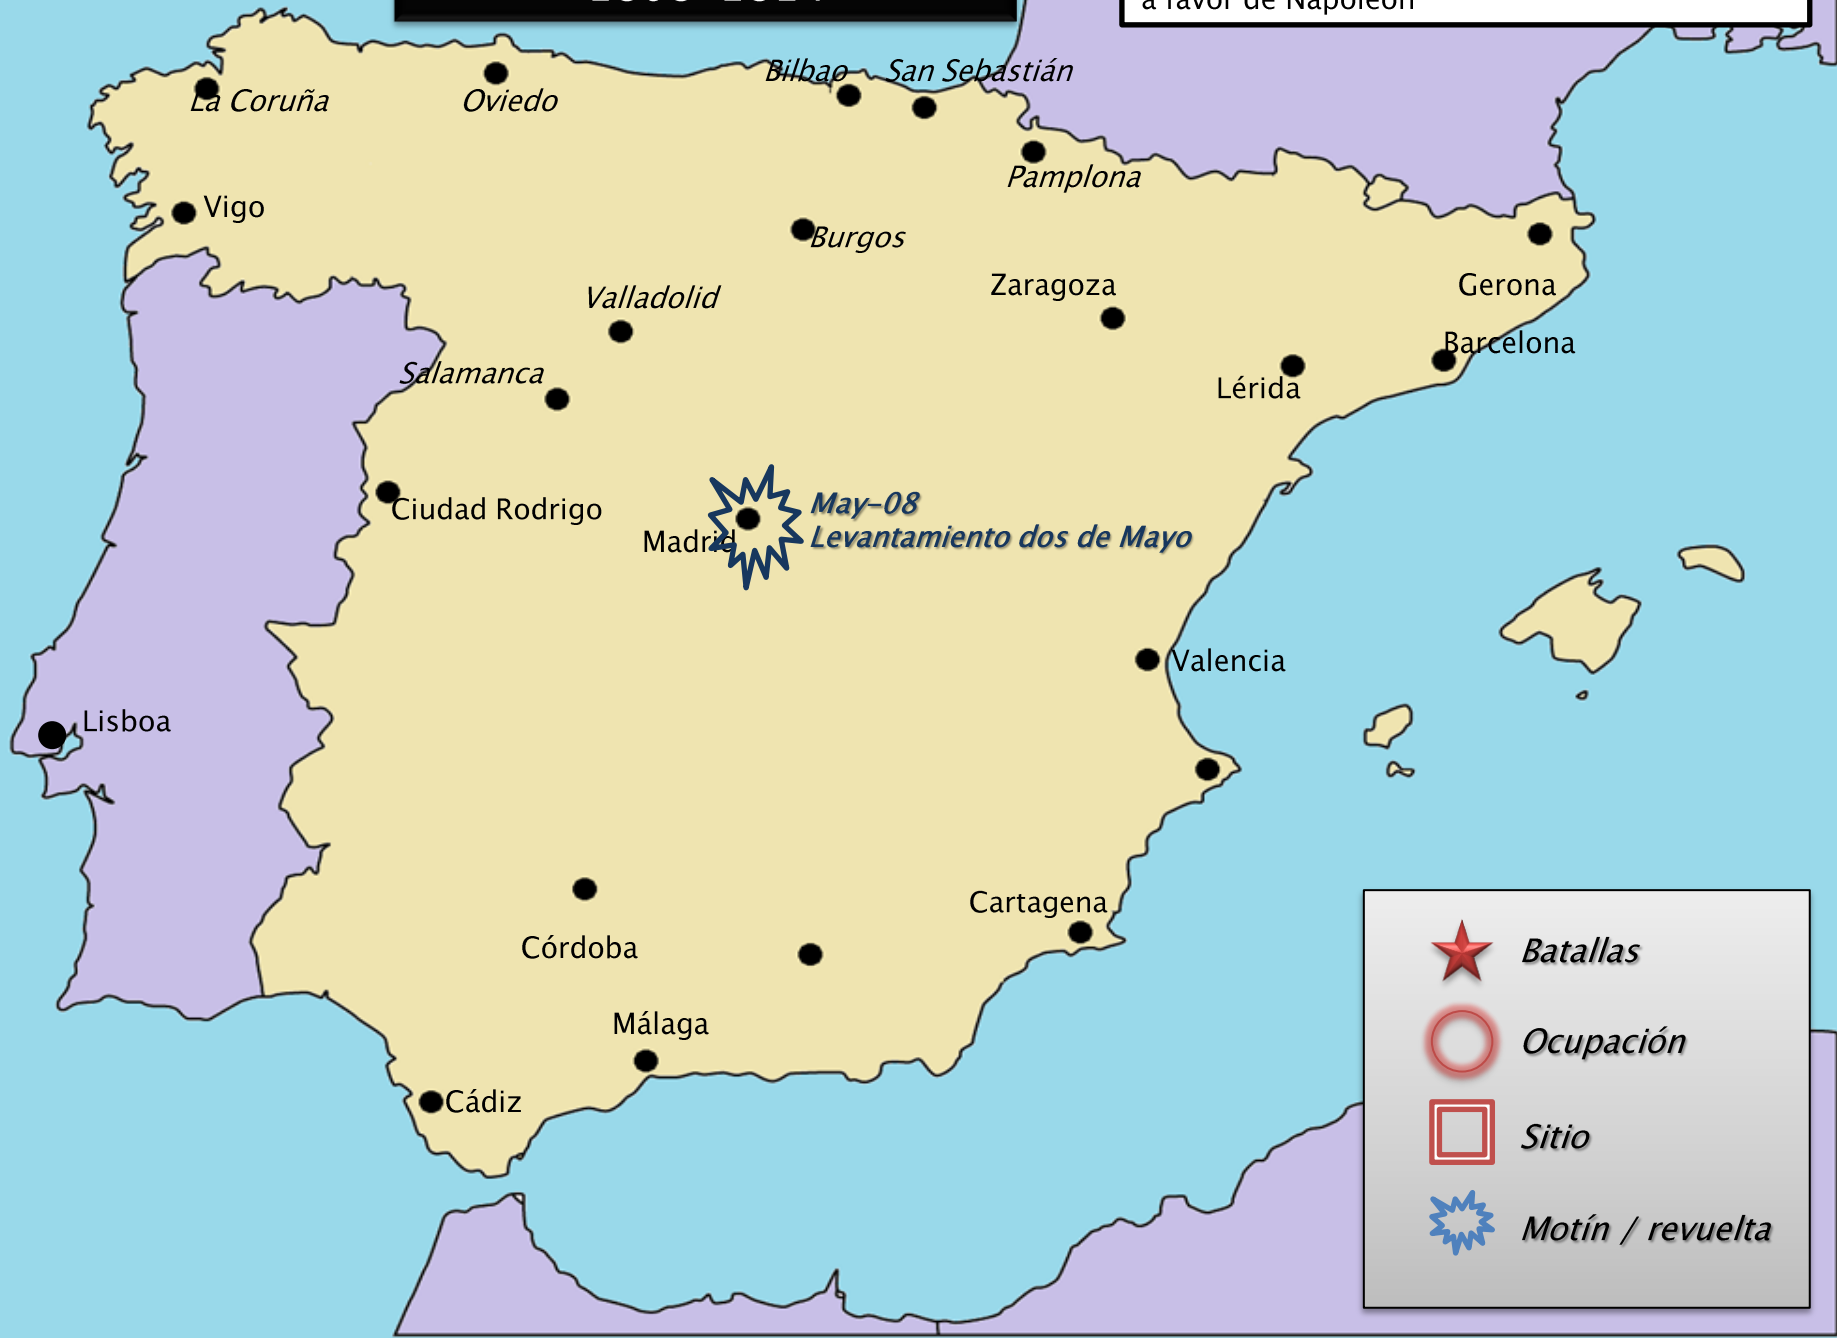 a favor de Napoleón
Bilbao
San Sebastián
La Coruña
Oviedo
Pamplona
Vigo
Burgos
Zaragoza
Gerona
Valladolid
Barcelona
Salamanca
Lérida
Ciudad Rodrigo
May-08
Madrid
Levantamiento dos de Mayo
Valencia
Lisboa
Cartagena
Córdoba
Málaga
Cádiz
Batallas
Ocupación
Sitio
Motín / revuelta